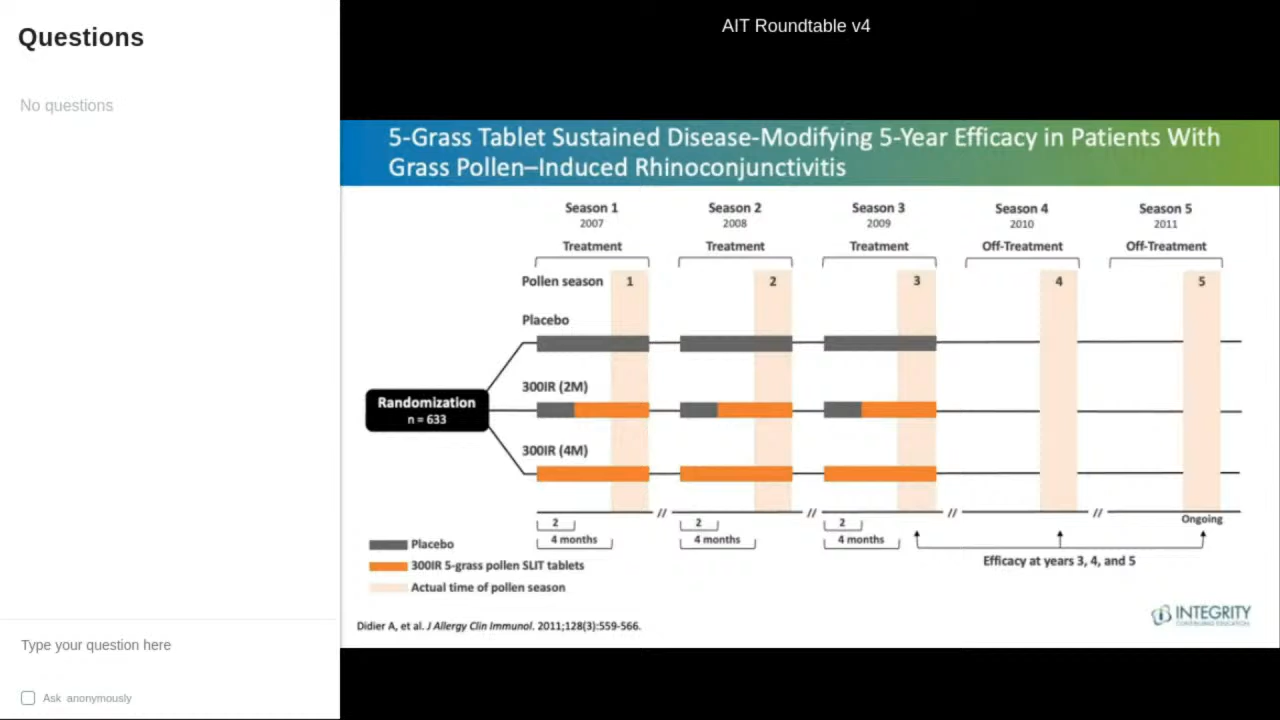 Questions
No questions
Type your question here
Ask anonymously
AIT Roundtable v4
5-Grass Tablet Sustained Disease-Modifying 5-Year Efficacy in Patients With
Grass Pollen–Induced Rhinoconjunctivitis
Season 1 Season 2 Season 3 Season 4 Season 5
2007 2008 2009 2010 2011
Treatment Treatment Treatment Off-Treatment Off-Treatment
Pollen season 1 2 3 4 5
Placebo
300IR (2M)
Randomization
n = 633
300IR (4M)
// // // //
Ongoing
2 2 2
4 months 4 months 4 months
Efficacy at years 3, 4, and 5
Placebo
300IR 5-grass pollen SLIT tablets
Actual time of pollen season
Didier A, et al. J Allergy Clin Immunol. 2011;128(3):559-566.
INTEGRITY
CONTINUING EDUCATION